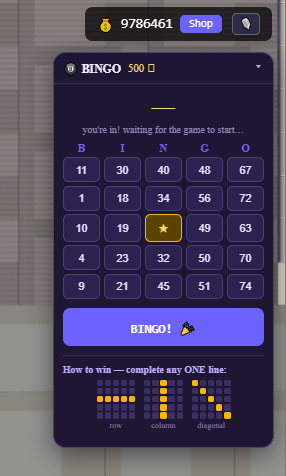 9786461 Shop
BINGO 500
you're in! waiting for the game to start...
B I N G O
11 30 40 48 67
1 18 34 56 72
10 19 ★ 49 63
4 23 32 50 70
9 21 45 51 74
BINGO! 🎉
How to win — complete any ONE line:
row column diagonal